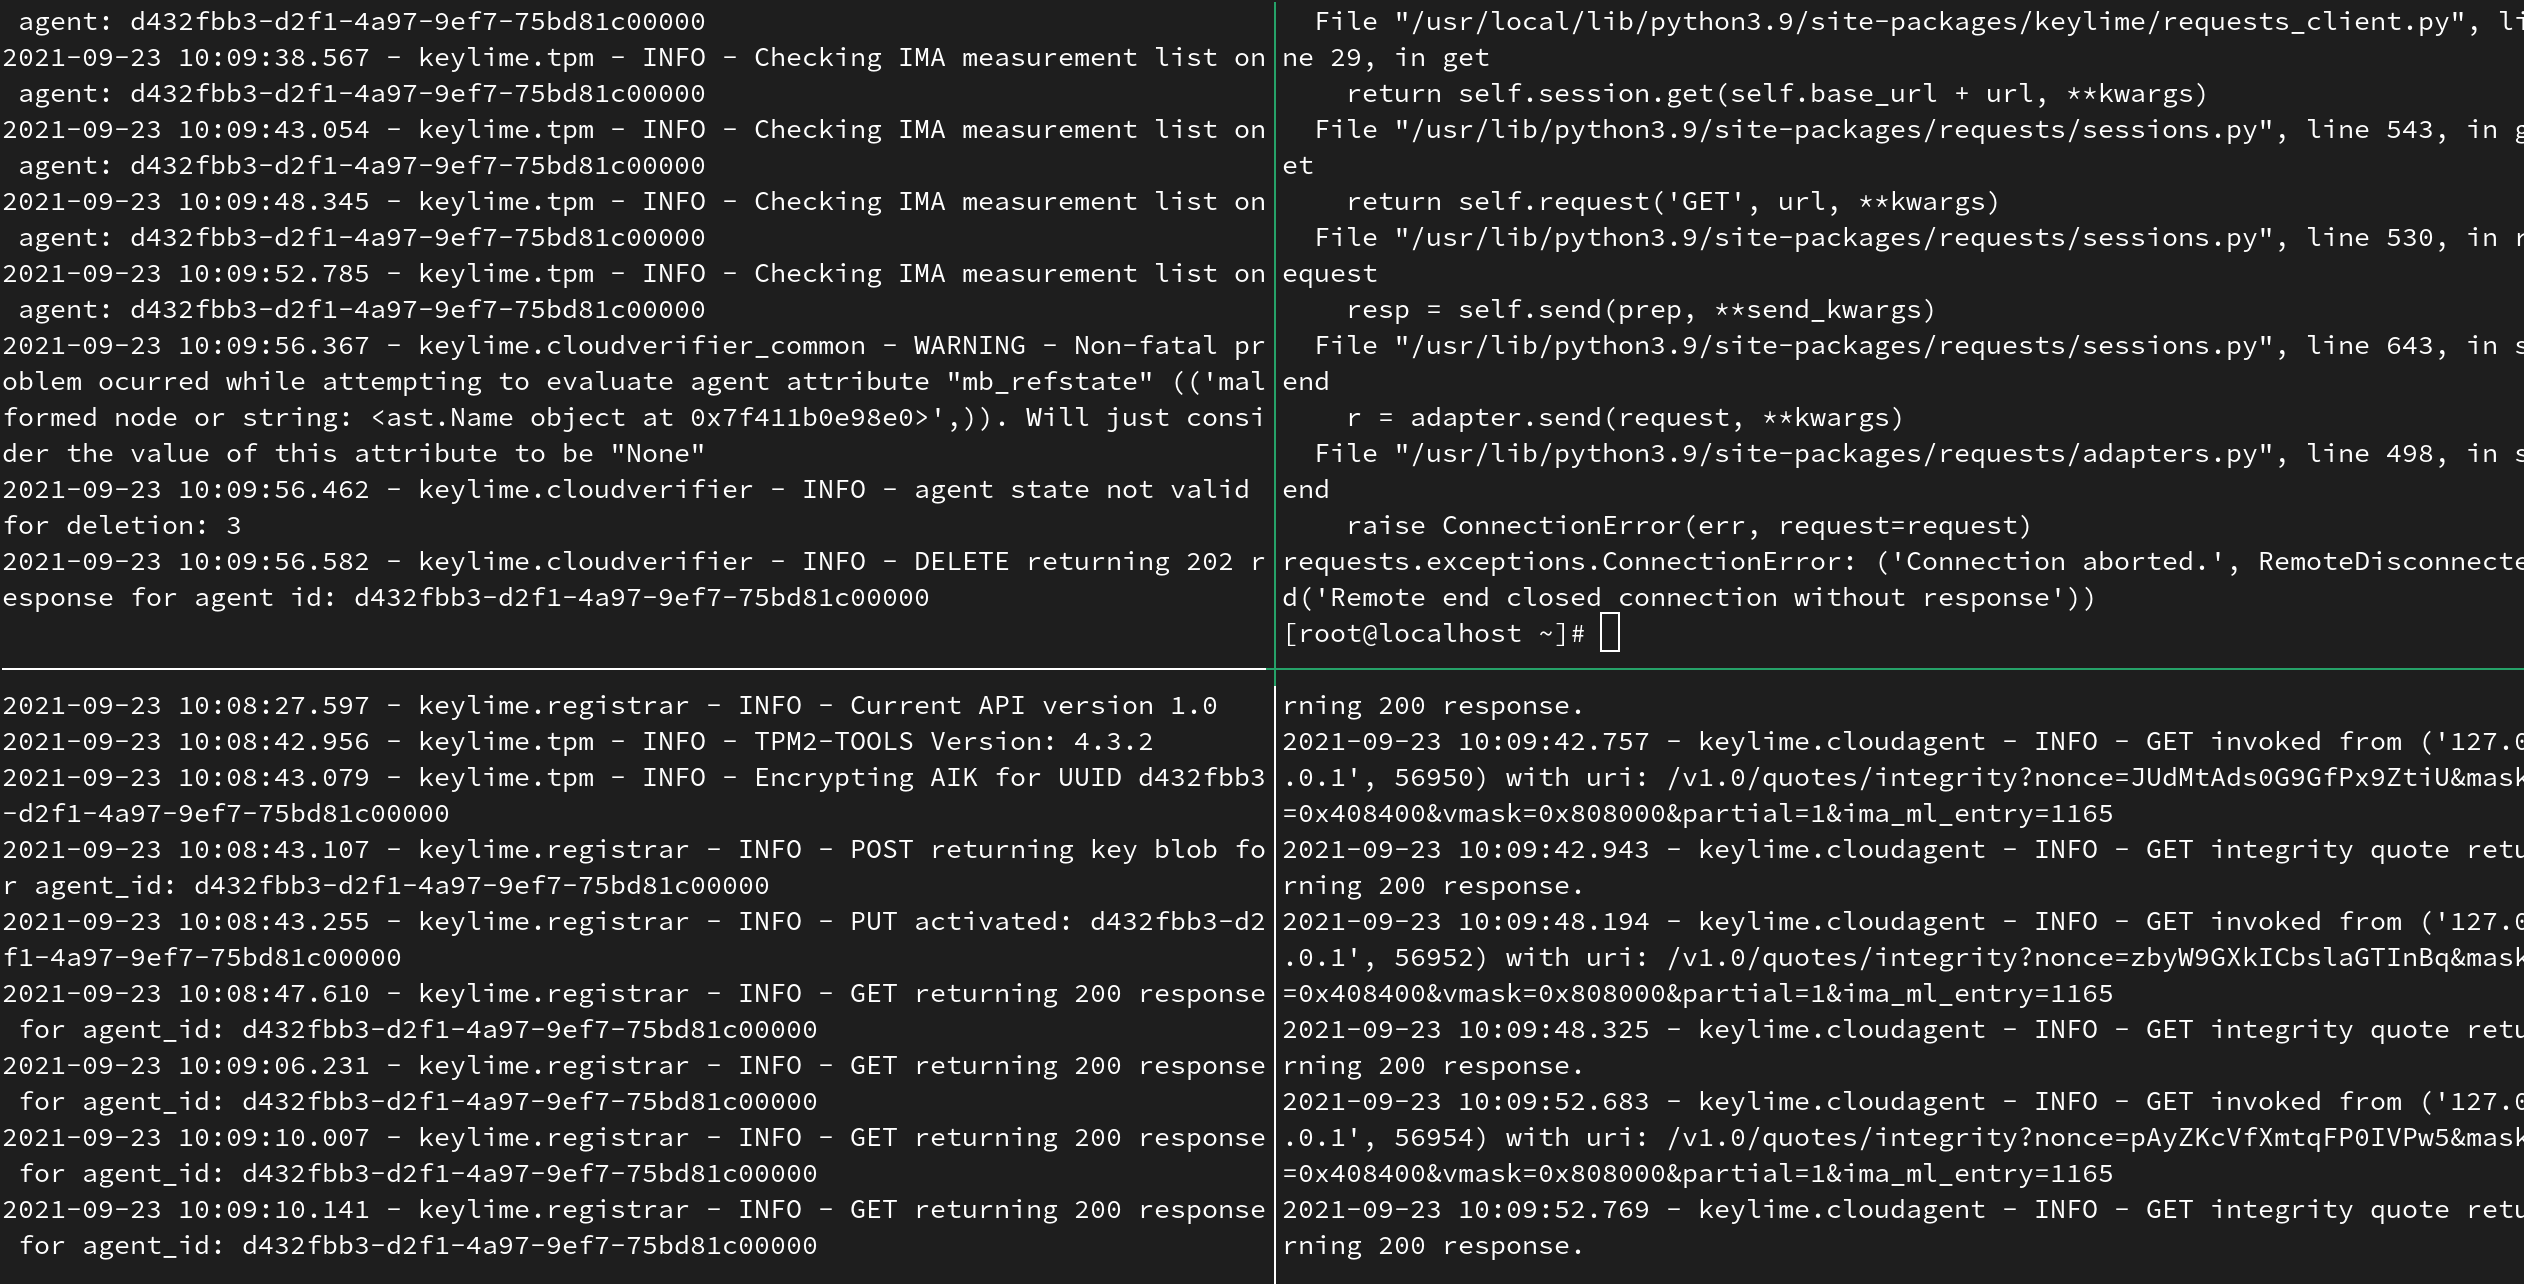 agent: d432fbb3-d2f1-4a97-9ef7-75bd81c00000
2021-09-23 10:09:38.567 - keylime.tpm - INFO - Checking IMA measurement list on
 agent: d432fbb3-d2f1-4a97-9ef7-75bd81c00000
2021-09-23 10:09:43.054 - keylime.tpm - INFO - Checking IMA measurement list on
 agent: d432fbb3-d2f1-4a97-9ef7-75bd81c00000
2021-09-23 10:09:48.345 - keylime.tpm - INFO - Checking IMA measurement list on
 agent: d432fbb3-d2f1-4a97-9ef7-75bd81c00000
2021-09-23 10:09:52.785 - keylime.tpm - INFO - Checking IMA measurement list on
 agent: d432fbb3-d2f1-4a97-9ef7-75bd81c00000
2021-09-23 10:09:56.367 - keylime.cloudverifier_common - WARNING - Non-fatal pr
oblem ocurred while attempting to evaluate agent attribute "mb_refstate" (('mal
formed node or string: <ast.Name object at 0x7f411b0e98e0>',)). Will just consi
der the value of this attribute to be "None"
2021-09-23 10:09:56.462 - keylime.cloudverifier - INFO - agent state not valid
for deletion: 3
2021-09-23 10:09:56.582 - keylime.cloudverifier - INFO - DELETE returning 202 r
esponse for agent id: d432fbb3-d2f1-4a97-9ef7-75bd81c00000
  File "/usr/local/lib/python3.9/site-packages/keylime/requests_client.py", li
ne 29, in get
    return self.session.get(self.base_url + url, **kwargs)
  File "/usr/lib/python3.9/site-packages/requests/sessions.py", line 543, in g
et
    return self.request('GET', url, **kwargs)
  File "/usr/lib/python3.9/site-packages/requests/sessions.py", line 530, in r
equest
    resp = self.send(prep, **send_kwargs)
  File "/usr/lib/python3.9/site-packages/requests/sessions.py", line 643, in s
end
    r = adapter.send(request, **kwargs)
  File "/usr/lib/python3.9/site-packages/requests/adapters.py", line 498, in s
end
    raise ConnectionError(err, request=request)
requests.exceptions.ConnectionError: ('Connection aborted.', RemoteDisconnecte
d('Remote end closed connection without response'))
[root@localhost ~]#
2021-09-23 10:08:27.597 - keylime.registrar - INFO - Current API version 1.0
2021-09-23 10:08:42.956 - keylime.tpm - INFO - TPM2-TOOLS Version: 4.3.2
2021-09-23 10:08:43.079 - keylime.tpm - INFO - Encrypting AIK for UUID d432fbb3
-d2f1-4a97-9ef7-75bd81c00000
2021-09-23 10:08:43.107 - keylime.registrar - INFO - POST returning key blob fo
r agent_id: d432fbb3-d2f1-4a97-9ef7-75bd81c00000
2021-09-23 10:08:43.255 - keylime.registrar - INFO - PUT activated: d432fbb3-d2
f1-4a97-9ef7-75bd81c00000
2021-09-23 10:08:47.610 - keylime.registrar - INFO - GET returning 200 response
 for agent_id: d432fbb3-d2f1-4a97-9ef7-75bd81c00000
2021-09-23 10:09:06.231 - keylime.registrar - INFO - GET returning 200 response
 for agent_id: d432fbb3-d2f1-4a97-9ef7-75bd81c00000
2021-09-23 10:09:10.007 - keylime.registrar - INFO - GET returning 200 response
 for agent_id: d432fbb3-d2f1-4a97-9ef7-75bd81c00000
2021-09-23 10:09:10.141 - keylime.registrar - INFO - GET returning 200 response
 for agent_id: d432fbb3-d2f1-4a97-9ef7-75bd81c00000
rning 200 response.
2021-09-23 10:09:42.757 - keylime.cloudagent - INFO - GET invoked from ('127.0
.0.1', 56950) with uri: /v1.0/quotes/integrity?nonce=JUdMtAds0G9GfPx9ZtiU&mask
=0x408400&vmask=0x808000&partial=1&ima_ml_entry=1165
2021-09-23 10:09:42.943 - keylime.cloudagent - INFO - GET integrity quote retu
rning 200 response.
2021-09-23 10:09:48.194 - keylime.cloudagent - INFO - GET invoked from ('127.0
.0.1', 56952) with uri: /v1.0/quotes/integrity?nonce=zbyW9GXkICbslaGTInBq&mask
=0x408400&vmask=0x808000&partial=1&ima_ml_entry=1165
2021-09-23 10:09:48.325 - keylime.cloudagent - INFO - GET integrity quote retu
rning 200 response.
2021-09-23 10:09:52.683 - keylime.cloudagent - INFO - GET invoked from ('127.0
.0.1', 56954) with uri: /v1.0/quotes/integrity?nonce=pAyZKcVfXmtqFP0IVPw5&mask
=0x408400&vmask=0x808000&partial=1&ima_ml_entry=1165
2021-09-23 10:09:52.769 - keylime.cloudagent - INFO - GET integrity quote retu
rning 200 response.